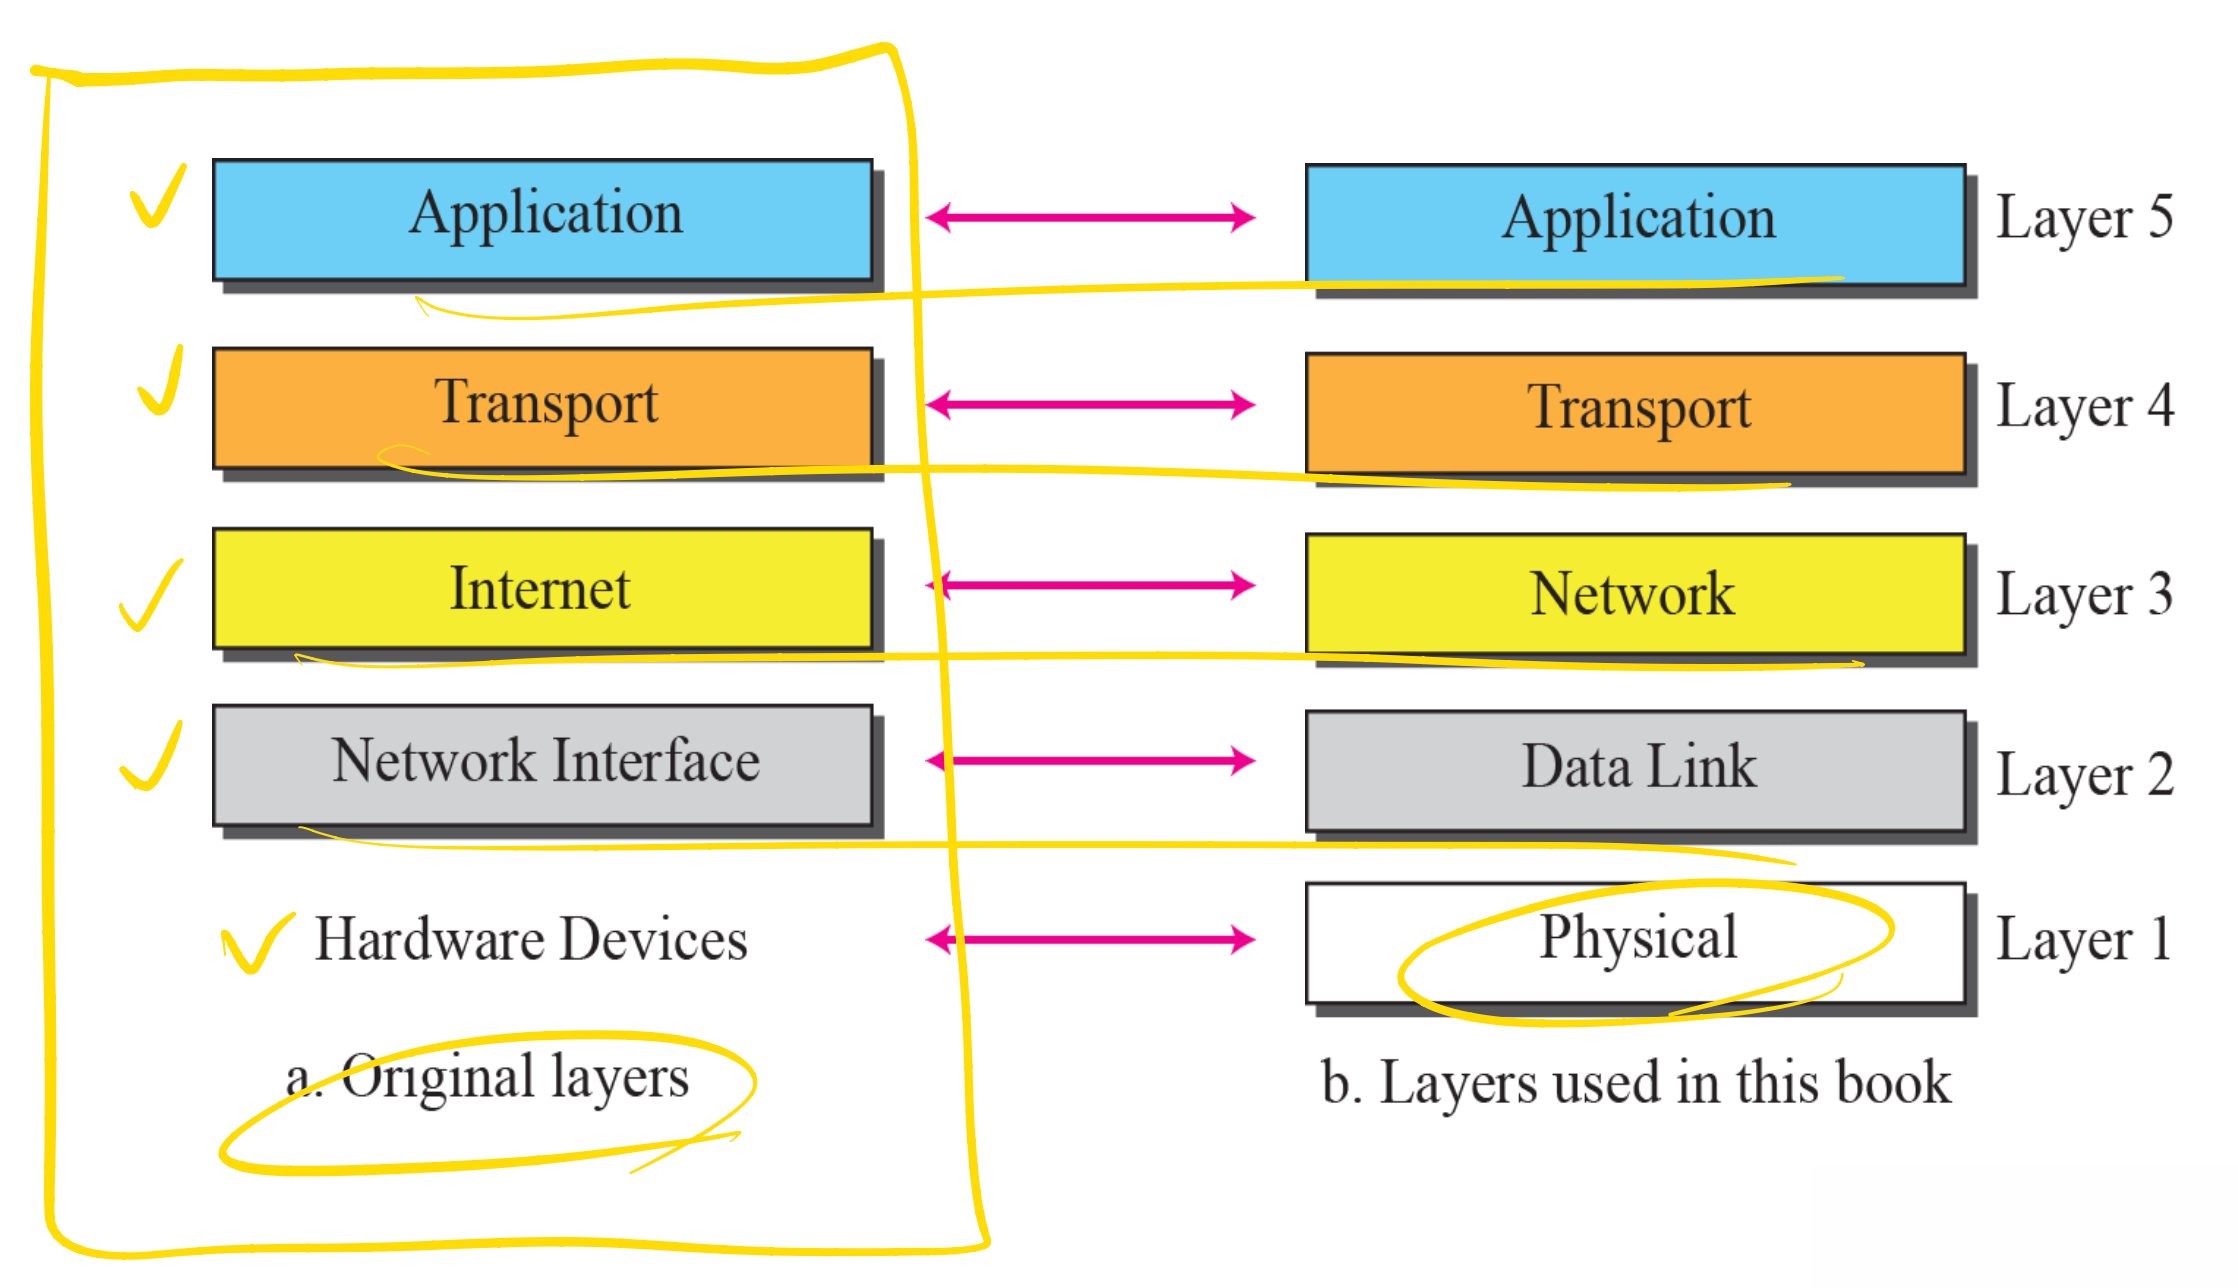 Application
Application
Layer 5
Transport
Transport
Layer 4
Internet
Network
Layer 3
Network Interface
Data Link
Layer 2
Hardware Devices
Physical
Layer 1
a. Original layers
b. Layers used in this book